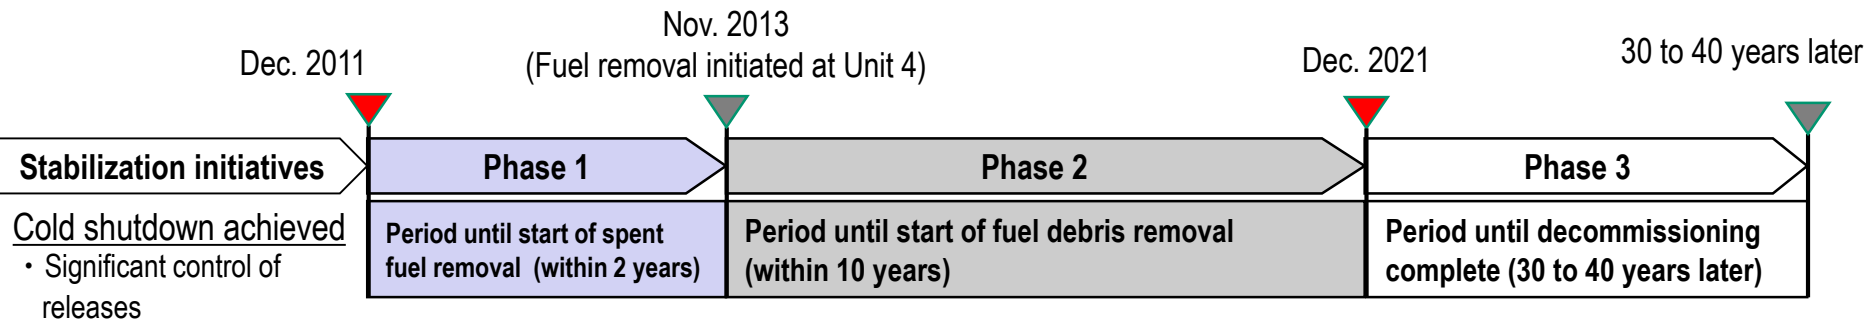 Nov. 2013
Dec. 2011
(Fuel removal initiated at Unit 4)
Dec. 2021
30 to 40 years later
Stabilization initiatives
Phase 1
Phase 2
Phase 3
Cold shutdown achieved
・Significant control of
releases
Period until start of spent
fuel removal (within 2 years)
Period until start of fuel debris removal
(within 10 years)
Period until decommissioning
complete (30 to 40 years later)